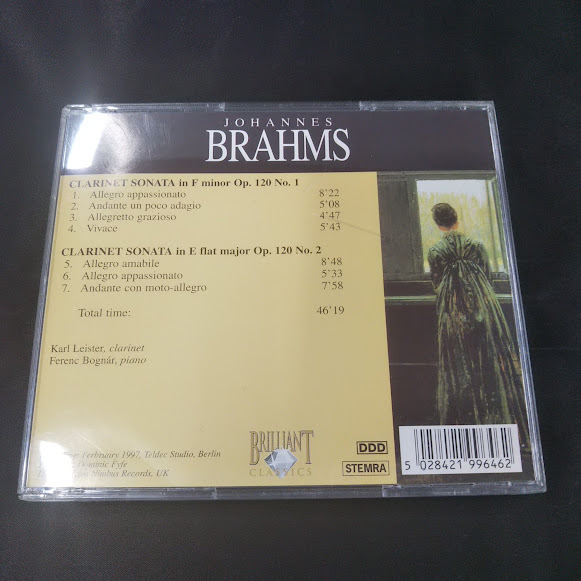 JOHANNES
BRAHMS
CLARINET SONATA in F minor Op. 120 No. 1
1. Allegro appassionato 8'22
2. Andante un poco adagio 5'08
3. Allegretto grazioso 4'47
4. Vivace 5'43
CLARINET SONATA in E flat major Op. 120 No. 2
5. Allegro amabile 8'48
6. Allegro appassionato 5'33
7. Andante con moto-allegro 7'58
Total time: 46'19
Karl Leister, clarinet
Ferenc Bognár, piano
1997, Teldec Studio, Berlin
Dominic Fyfe
Nimbus Records, UK
BRILLIANT
CLASSICS
DDD
STEMRA
5 028421 996462